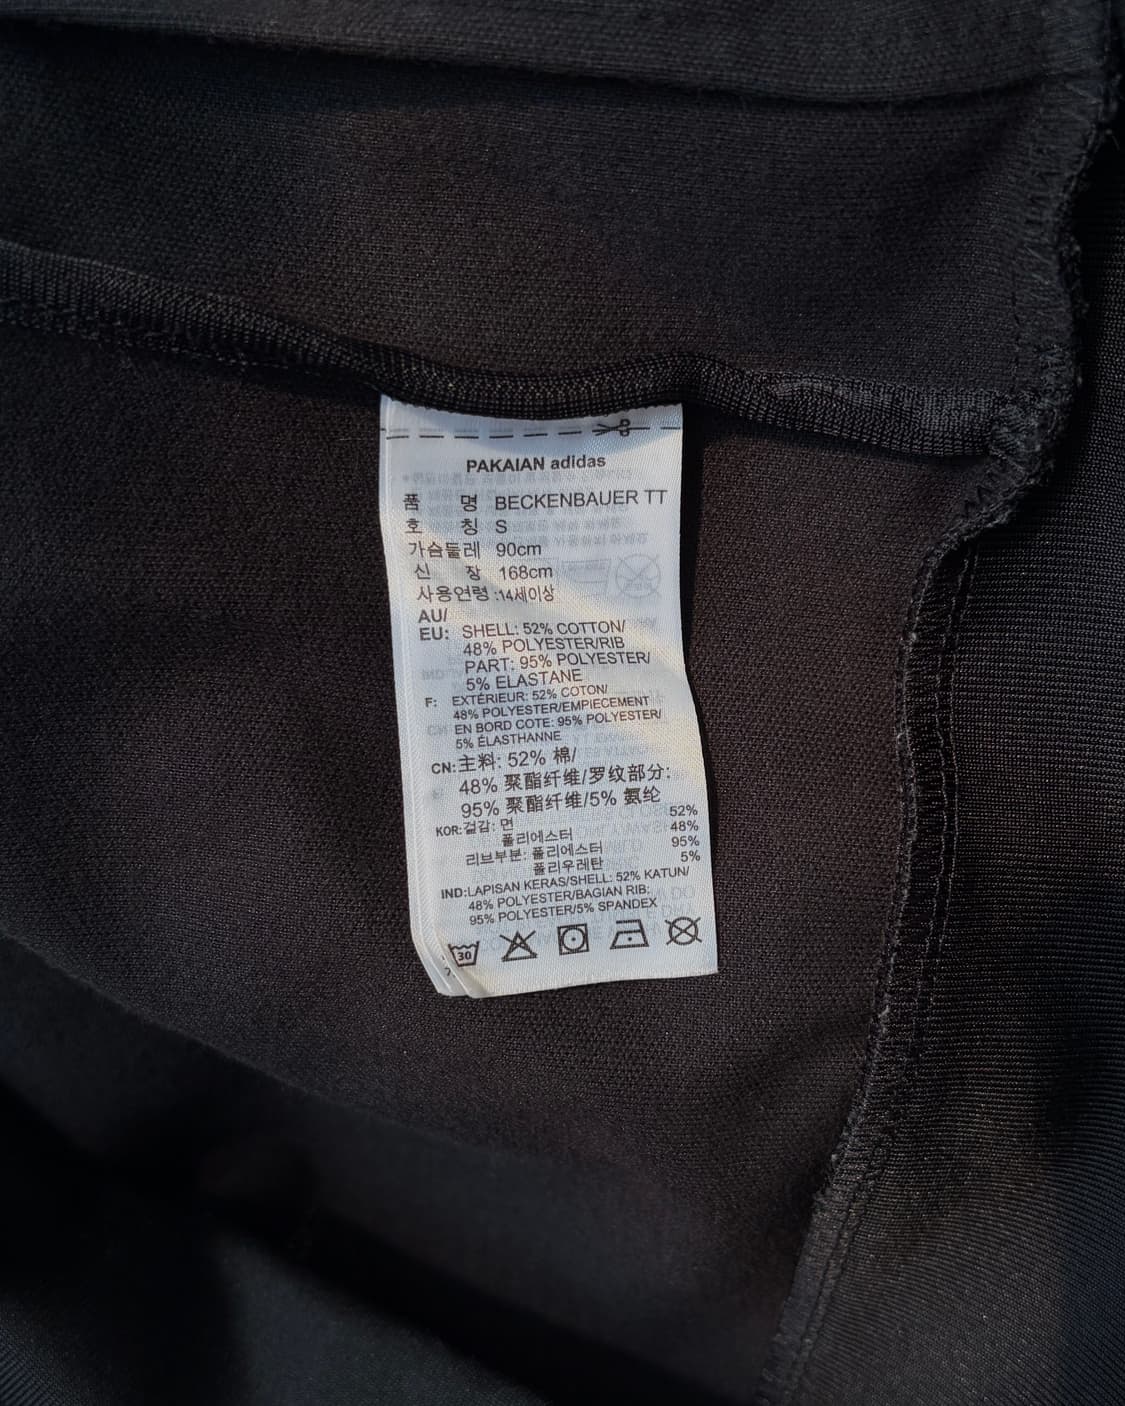 PAKAIAN adidas
품 명 BECKENBAUER TT
호 칭 S
가슴둘레 90cm
신 장 168cm
사용연령 :14세이상
AU/
EU: SHELL: 52% COTTON/
48% POLYESTER/RIB
PART: 95% POLYESTER/
5% ELASTANE
F: EXTÉRIEUR: 52% COTON/
48% POLYESTER/EMPIECEMENT
EN BORD COTE: 95% POLYESTER/
5% ÉLASTHANNE
CN: 主料: 52% 棉/
48% 聚酯纤维/罗纹部分:
95% 聚酯纤维/5% 氨纶
KOR: 겉감: 면 52%
폴리에스터 48%
리브부분: 폴리에스터 95%
폴리우레탄 5%
IND: LAPISAN KERAS/SHELL: 52% KATUN/
48% POLYESTER/BAGIAN RIB:
95% POLYESTER/5% SPANDEX
30